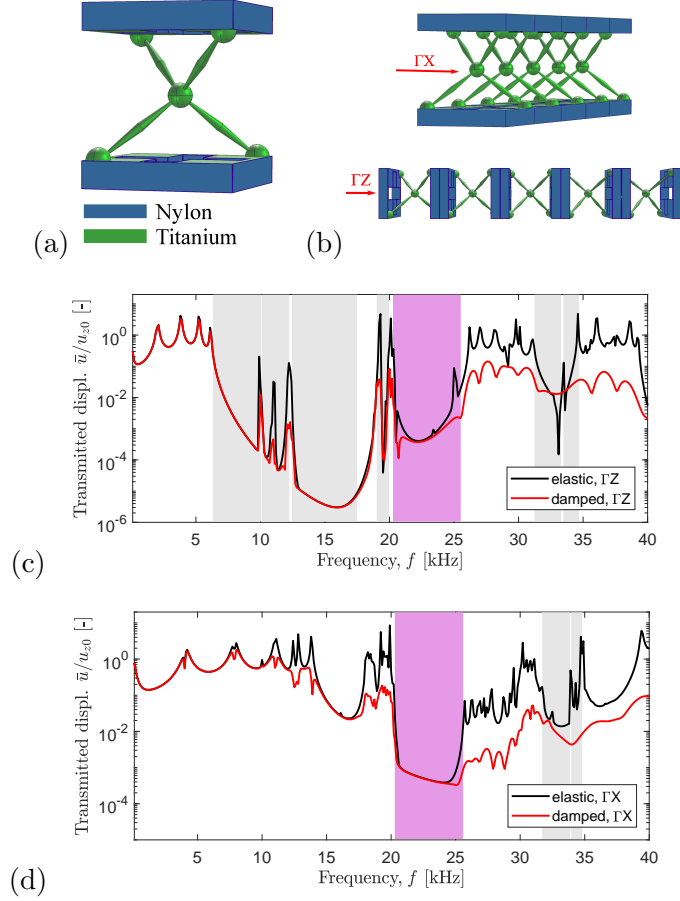 ΓX
ΓZ
Nylon
Titanium
(a)
(b)
Transmitted displ. ū/u_z0 [-]
10^0
10^-2
10^-4
10^-6
5 10 15 20 25 30 35 40
Frequency, f [kHz]
elastic, ΓZ
damped, ΓZ
(c)
Transmitted displ. ū/u_z0 [-]
10^0
10^-2
10^-4
5 10 15 20 25 30 35 40
Frequency, f [kHz]
elastic, ΓX
damped, ΓX
(d)